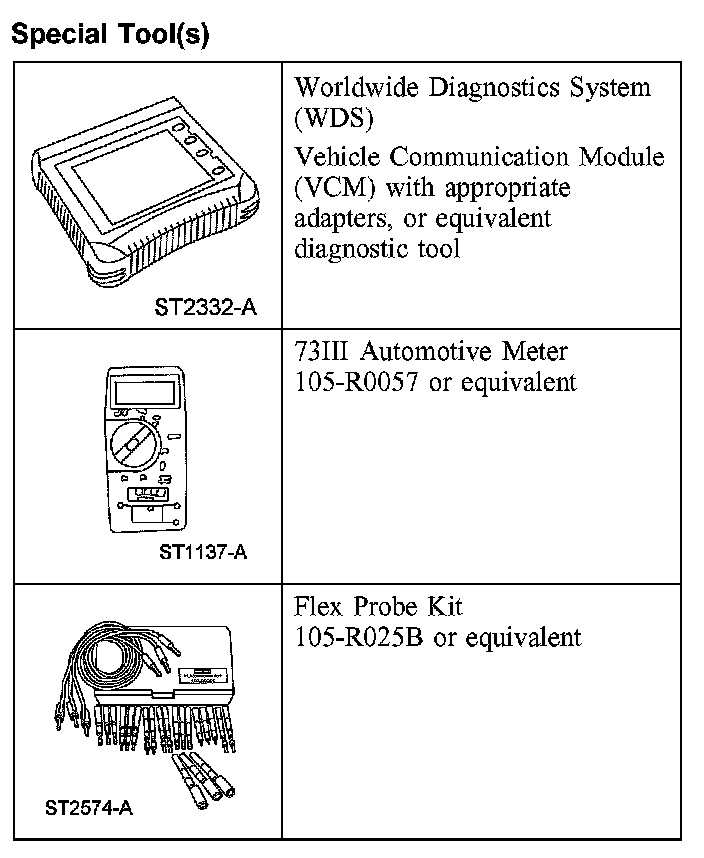 Special Tool(s)
Worldwide Diagnostics System
(WDS)
Vehicle Communication Module
(VCM) with appropriate
adapters, or equivalent
diagnostic tool
ST2332-A
73III Automotive Meter
105-R0057 or equivalent
ST1137-A
Flex Probe Kit
105-R025B or equivalent
ST2574-A